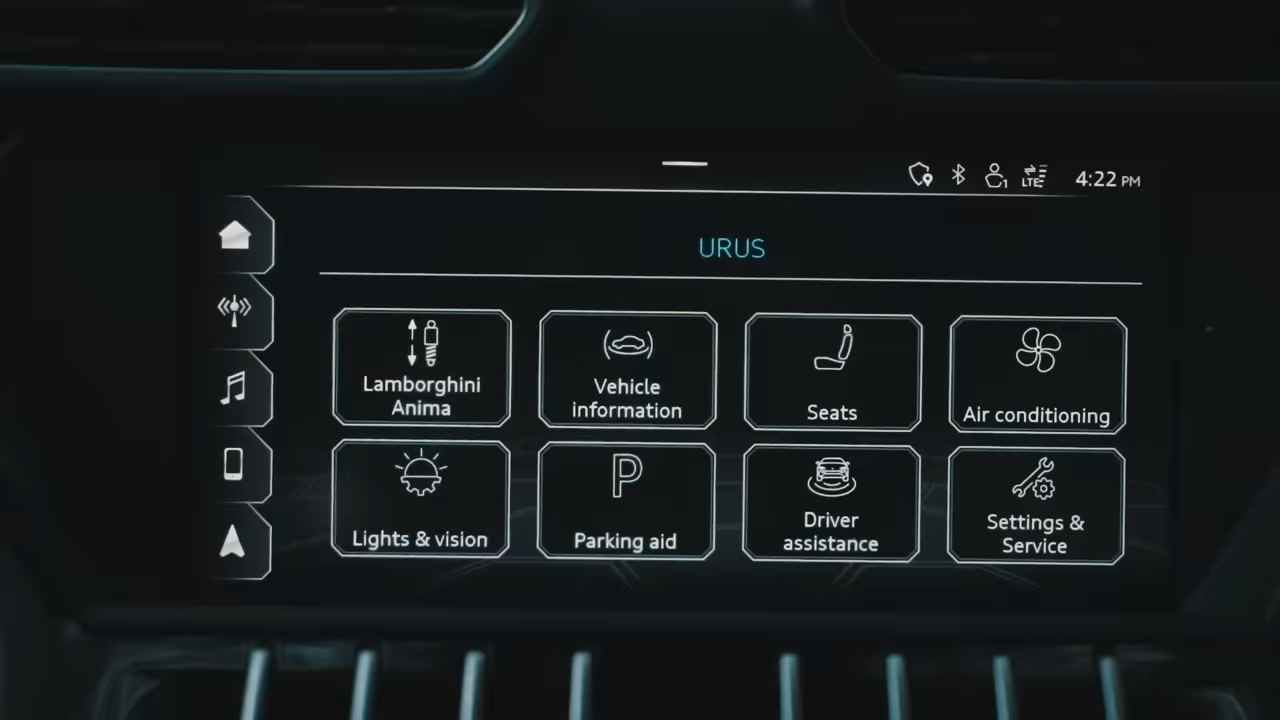 1
LTE
4:22 PM
URUS
Lamborghini
Anima
Vehicle
information
Seats
Air conditioning
Lights & vision
P
Parking aid
Driver
assistance
Settings &
Service